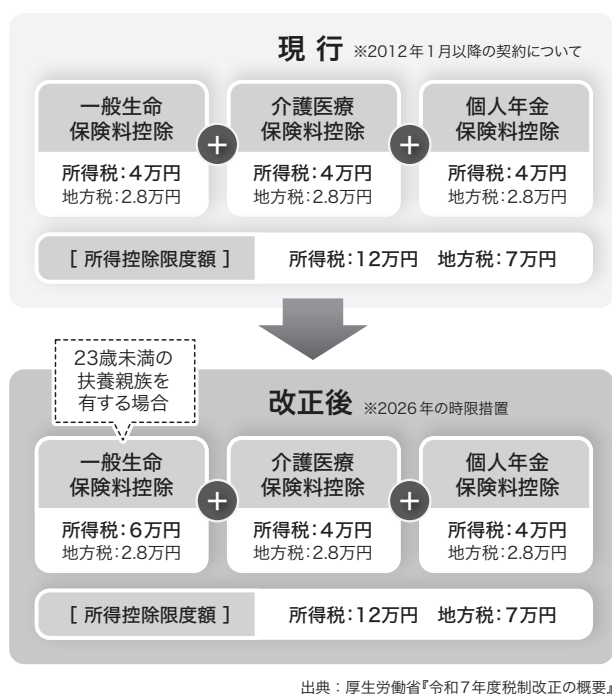 現 行 ※2012年1月以降の契約について
一般生命
保険料控除
所得税：4万円
地方税：2.8万円
+
介護医療
保険料控除
所得税：4万円
地方税：2.8万円
+
個人年金
保険料控除
所得税：4万円
地方税：2.8万円
[ 所得控除限度額 ] 所得税：12万円 地方税：7万円
23歳未満の
扶養親族を
有する場合
改正後 ※2026年の時限措置
一般生命
保険料控除
所得税：6万円
地方税：2.8万円
+
介護医療
保険料控除
所得税：4万円
地方税：2.8万円
+
個人年金
保険料控除
所得税：4万円
地方税：2.8万円
[ 所得控除限度額 ] 所得税：12万円 地方税：7万円
出典：厚生労働省『令和7年度税制改正の概要』